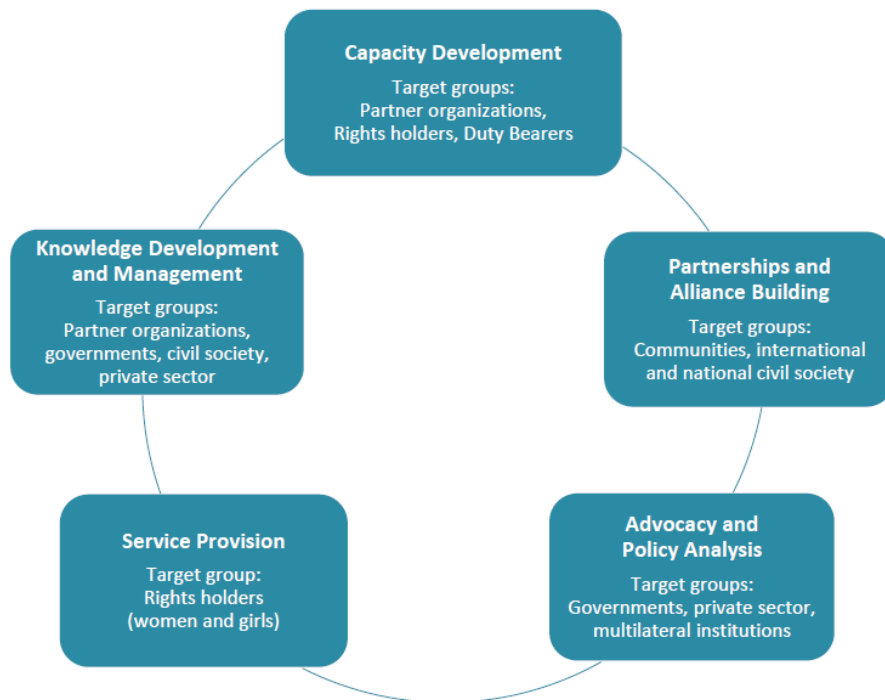 Capacity Development
Target groups:
Partner organizations,
Rights holders, Duty Bearers
Knowledge Development
and Management
Target groups:
Partner organizations,
governments, civil society,
private sector
Partnerships and
Alliance Building
Target groups:
Communities, international
and national civil society
Service Provision
Target group:
Rights holders
(women and girls)
Advocacy and
Policy Analysis
Target groups:
Governments, private sector,
multilateral institutions